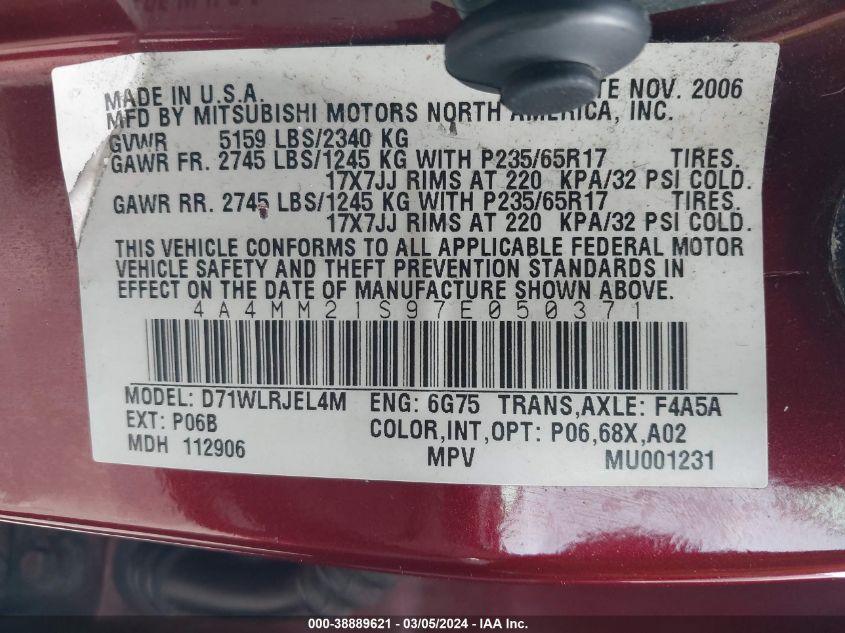 MADE IN U.S.A. TE NOV. 2006
MFD BY MITSUBISHI MOTORS NORTH AMERICA, INC.
GVWR 5159 LBS/2340 KG
GAWR FR. 2745 LBS/1245 KG WITH P235/65R17 TIRES.
17X7JJ RIMS AT 220 KPA/32 PSI COLD.
GAWR RR. 2745 LBS/1245 KG WITH P235/65R17 TIRES.
17X7JJ RIMS AT 220 KPA/32 PSI COLD.
THIS VEHICLE CONFORMS TO ALL APPLICABLE FEDERAL MOTOR
VEHICLE SAFETY AND THEFT PREVENTION STANDARDS IN
EFFECT ON THE DATE OF MANUFACTURE SHOWN ABOVE.
4A4MM21S97E050371
MODEL: D71WLRJEL4M ENG: 6G75 TRANS,AXLE: F4A5A
EXT: P06B COLOR,INT,OPT: P06,68X,A02
MDH 112906 MPV MU001231
000-38889621 - 03/05/2024 - IAAI.com